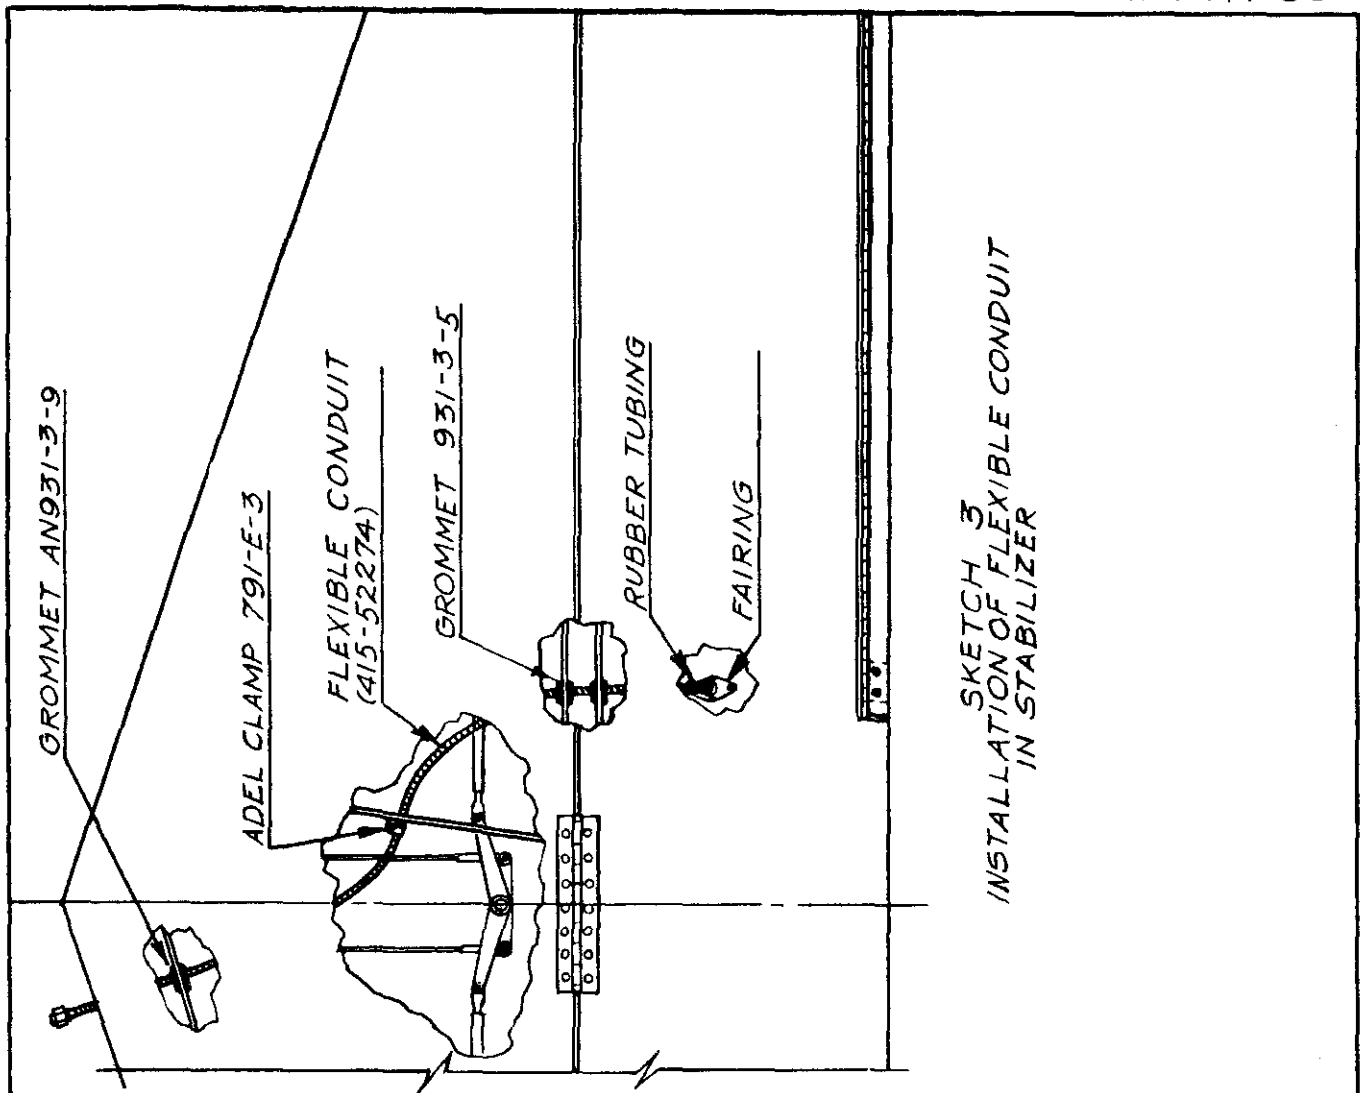 GROMMET AN931-3-9
ADEL CLAMP 791-E-3
FLEXIBLE CONDUIT
(415-52274)
GROMMET 931-3-5
RUBBER TUBING
FAIRING
SKETCH 3
INSTALLATION OF FLEXIBLE CONDUIT
IN STABILIZER